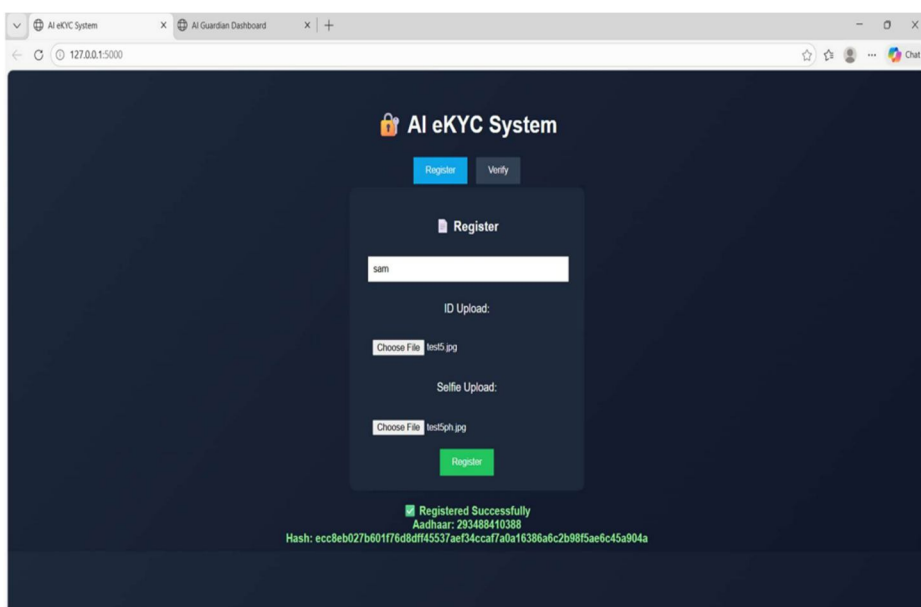 AI eKYC System
AI Guardian Dashboard
127.0.0.1:5000
Chat
AI eKYC System
Register Verify
Register
sam
ID Upload:
Choose File test5.jpg
Selfie Upload:
Choose File test5ph.jpg
Register
Registered Successfully
Aadhaar: 293488410388
Hash: ecc8eb027b601f76d8dff45537aef34ccaf7a0a16386a6c2b98f5ae6c45a904a